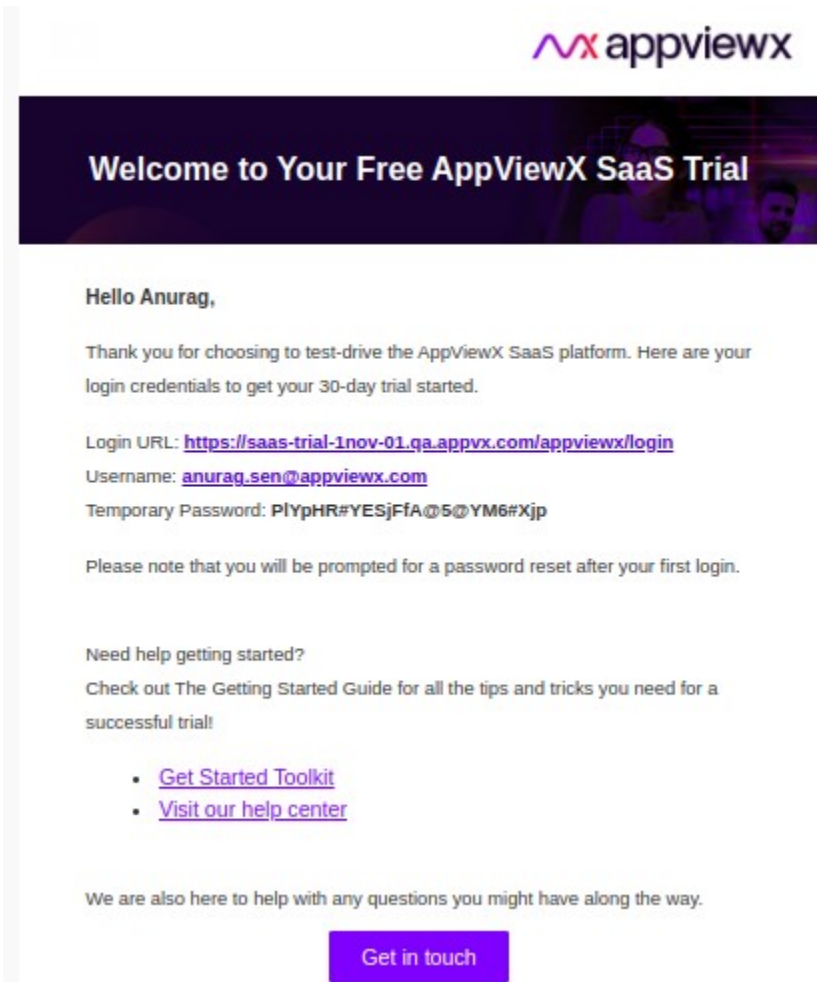 appviewx
Welcome to Your Free AppViewX SaaS Trial
Hello Anurag,
Thank you for choosing to test-drive the AppViewX SaaS platform. Here are your
login credentials to get your 30-day trial started.
Login URL: https://saas-trial-1nov-01.qa.appvx.com/appviewx/login
Username: anurag.sen@appviewx.com
Temporary Password: PlYpHR#YESjFfA@5@YM6#Xjp
Please note that you will be prompted for a password reset after your first login.
Need help getting started?
Check out The Getting Started Guide for all the tips and tricks you need for a
successful trial!
• Get Started Toolkit
• Visit our help center
We are also here to help with any questions you might have along the way.
Get in touch